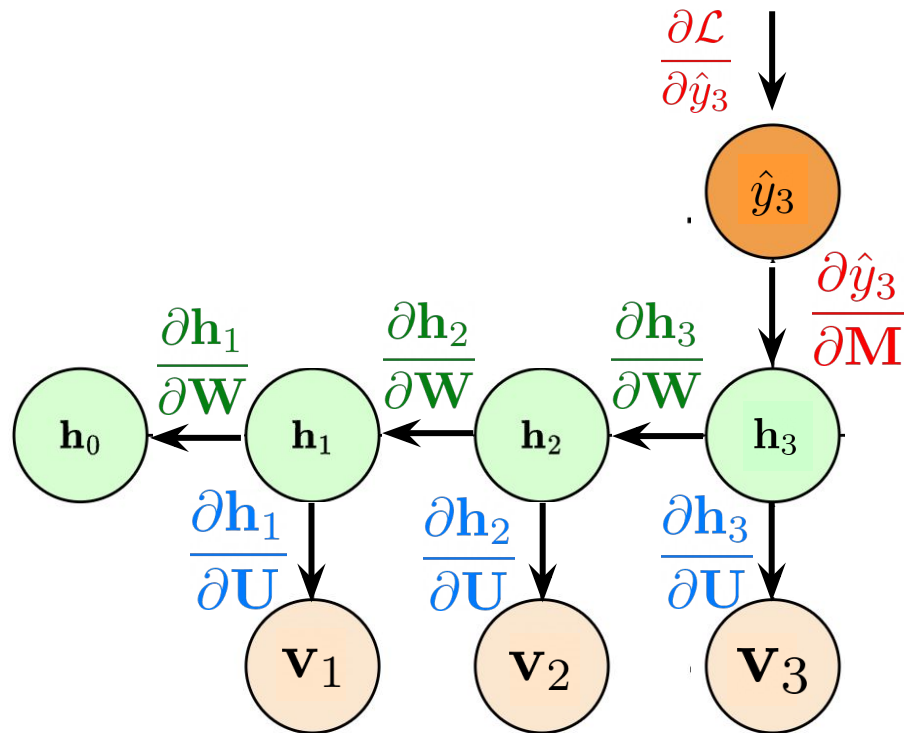 ∂ℒ/∂ŷ₃
ŷ₃
∂ŷ₃/∂𝐌
∂𝐡₁/∂𝐖
∂𝐡₂/∂𝐖
∂𝐡₃/∂𝐖
𝐡₀
𝐡₁
𝐡₂
𝐡₃
∂𝐡₁/∂𝐔
∂𝐡₂/∂𝐔
∂𝐡₃/∂𝐔
𝐯₁
𝐯₂
𝐯₃